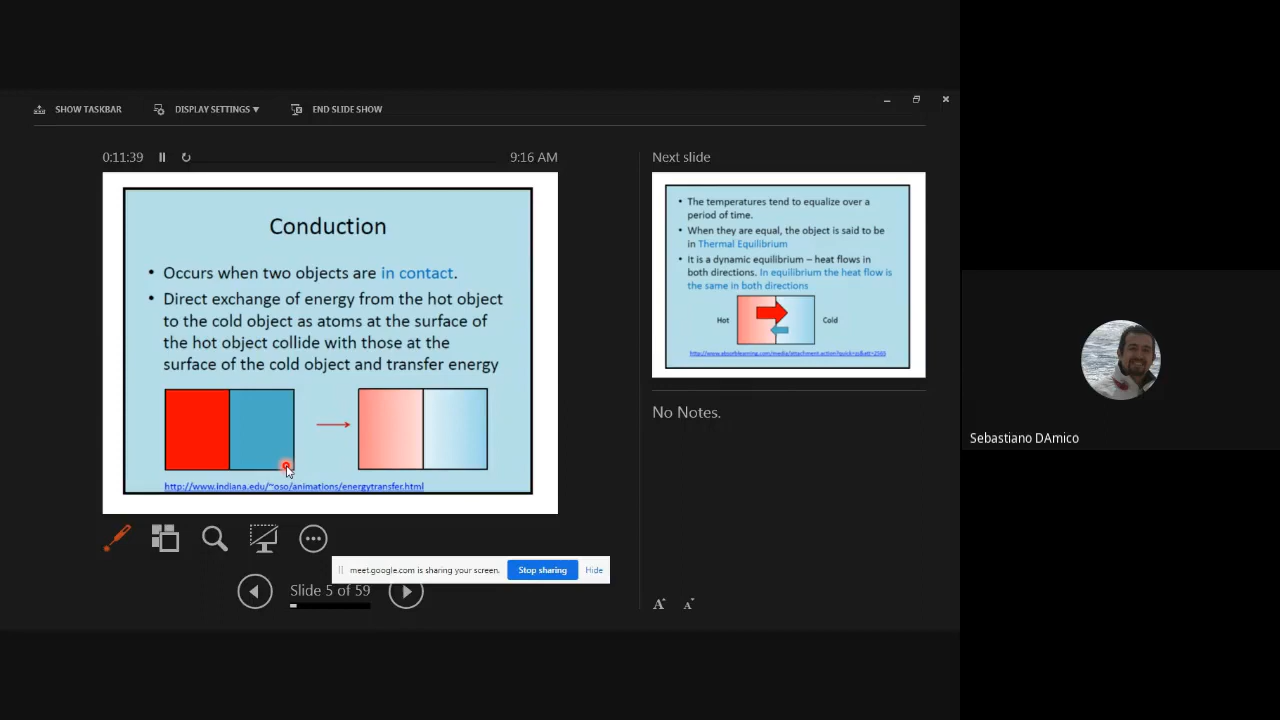 SHOW TASKBAR
DISPLAY SETTINGS ▼
END SLIDE SHOW
0:11:39
9:16 AM
Conduction
• Occurs when two objects are in contact.
• Direct exchange of energy from the hot object
to the cold object as atoms at the surface of
the hot object collide with those at the
surface of the cold object and transfer energy
http://www.indiana.edu/~oso/animations/energytransfer.html
meet.google.com is sharing your screen.
Stop sharing
Hide
Slide 5 of 59
Next slide
• The temperatures tend to equalize over a
period of time.
• When they are equal, the object is said to be
in Thermal Equilibrium
• It is a dynamic equilibrium – heat flows in
both directions. In equilibrium the heat flow is
the same in both directions
Hot
Cold
No Notes.
A
A
Sebastiano DAmico